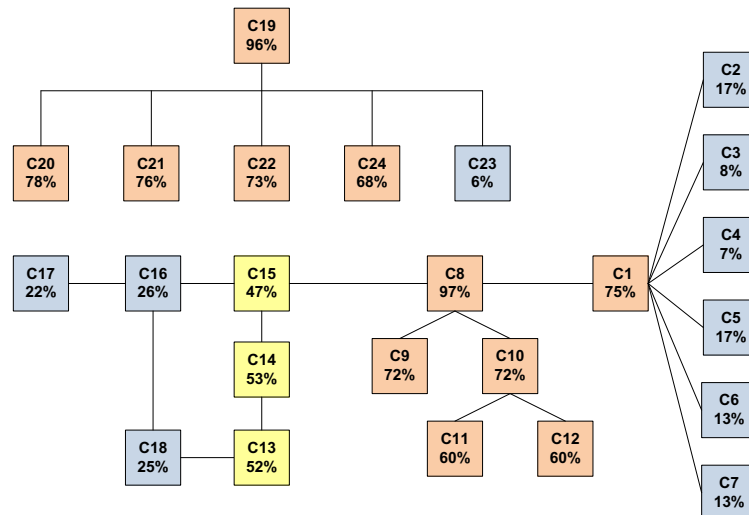 C19
96%
C2
17%
C3
8%
C20
78%
C21
76%
C22
73%
C24
68%
C23
6%
C4
7%
C17
22%
C16
26%
C15
47%
C8
97%
C1
75%
C5
17%
C14
53%
C9
72%
C10
72%
C6
13%
C18
25%
C13
52%
C11
60%
C12
60%
C7
13%